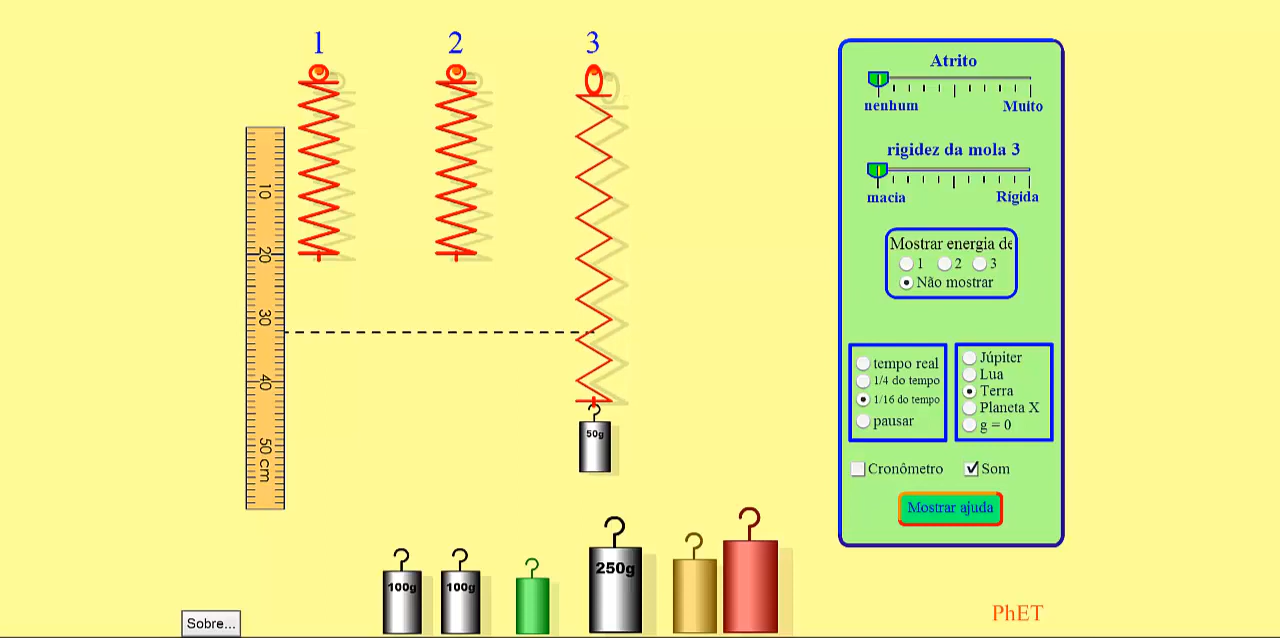 1 2 3
10
20
30
40
50 cm
50g
100g 100g 250g
Sobre...
Atrito
nenhum Muito
rigidez da mola 3
macia Rígida
Mostrar energia de
1 2 3
Não mostrar
tempo real
1/4 do tempo
1/16 do tempo
pausar
Júpiter
Lua
Terra
Planeta X
g = 0
Cronômetro Som
Mostrar ajuda
PhET